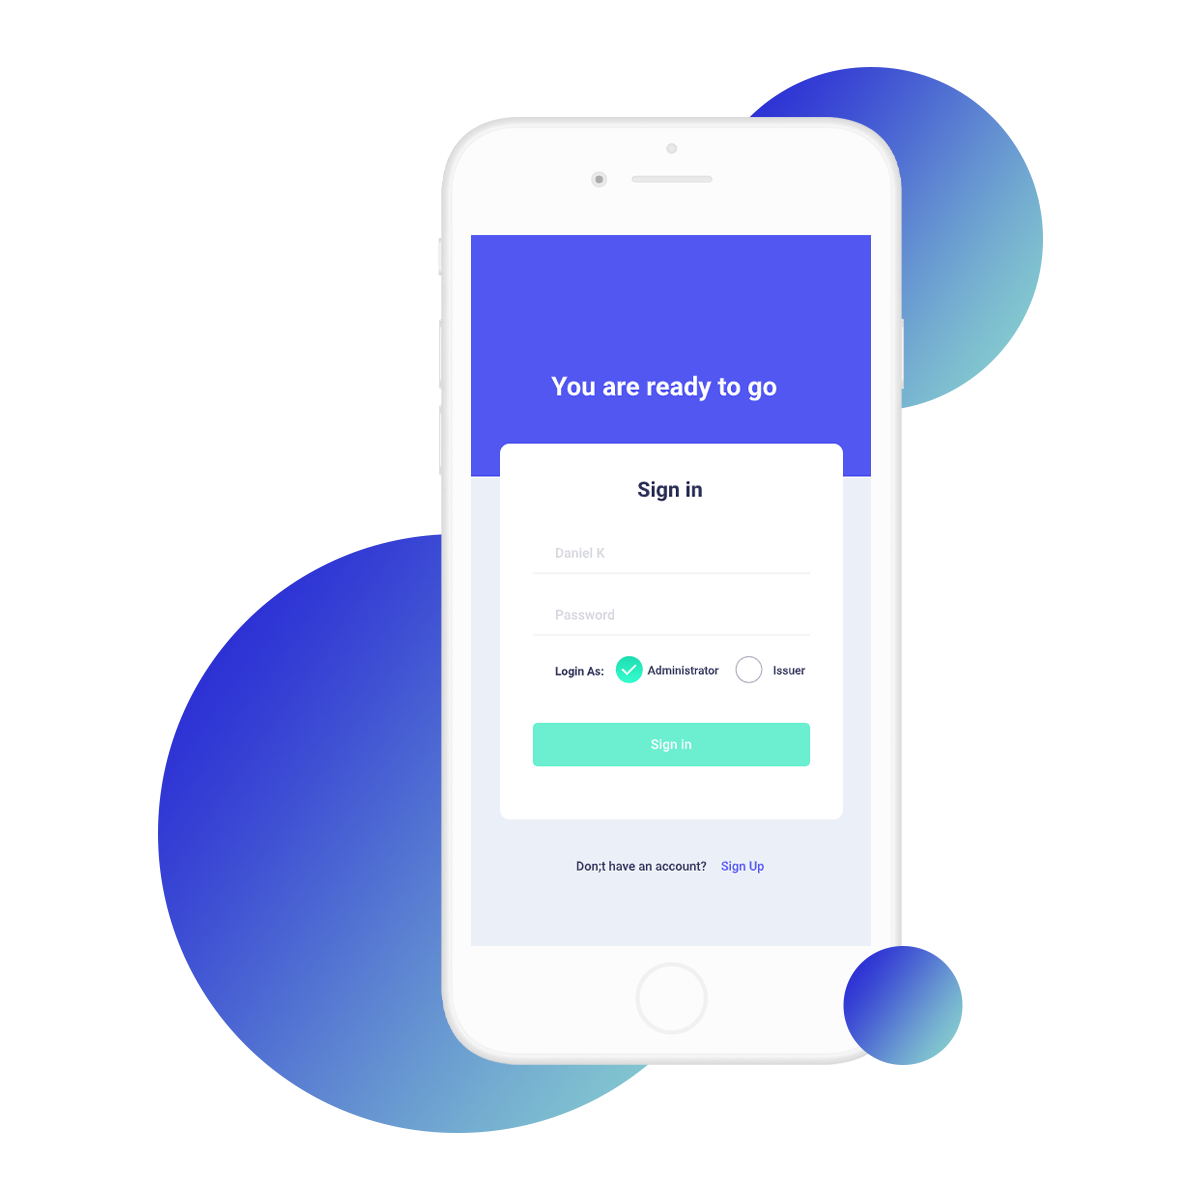 You are ready to go
Sign in
Daniel K
Password
Login As: Administrator Issuer
Sign in
Don;t have an account? Sign Up